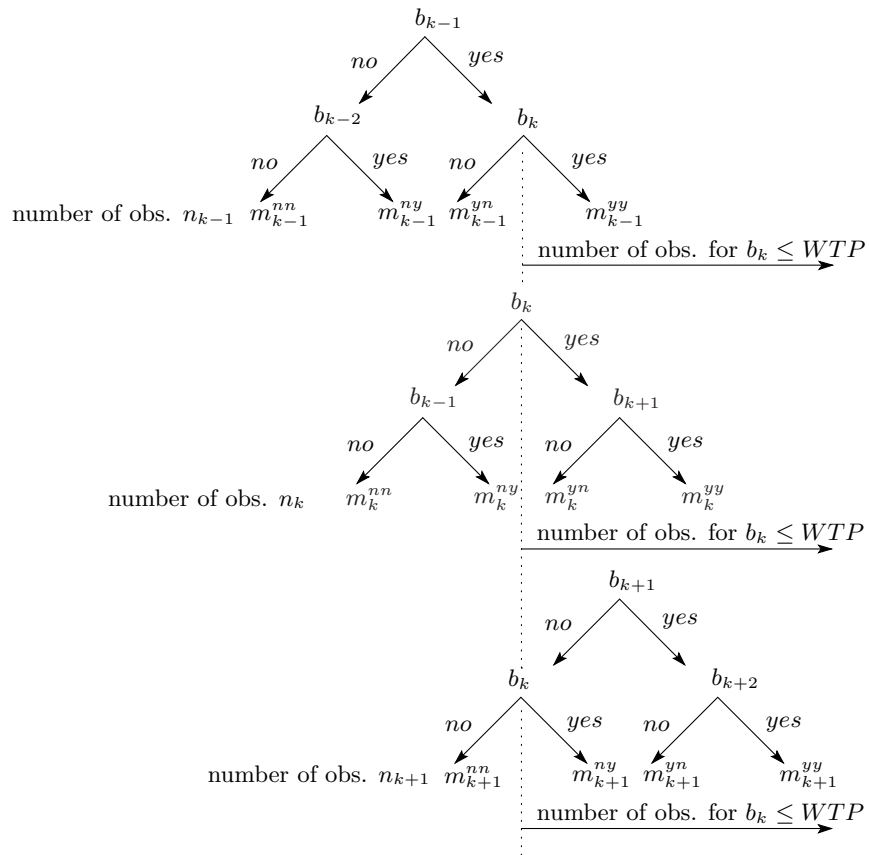 b_{k-1}
no yes
b_{k-2} b_k
no yes no yes
number of obs. n_{k-1} m_{k-1}^{nn} m_{k-1}^{ny} m_{k-1}^{yn} m_{k-1}^{yy}
number of obs. for b_k ≤ WTP
b_k
no yes
b_{k-1} b_{k+1}
no yes no yes
number of obs. n_k m_k^{nn} m_k^{ny} m_k^{yn} m_k^{yy}
number of obs. for b_k ≤ WTP
b_{k+1}
no yes
b_k b_{k+2}
no yes no yes
number of obs. n_{k+1} m_{k+1}^{nn} m_{k+1}^{ny} m_{k+1}^{yn} m_{k+1}^{yy}
number of obs. for b_k ≤ WTP